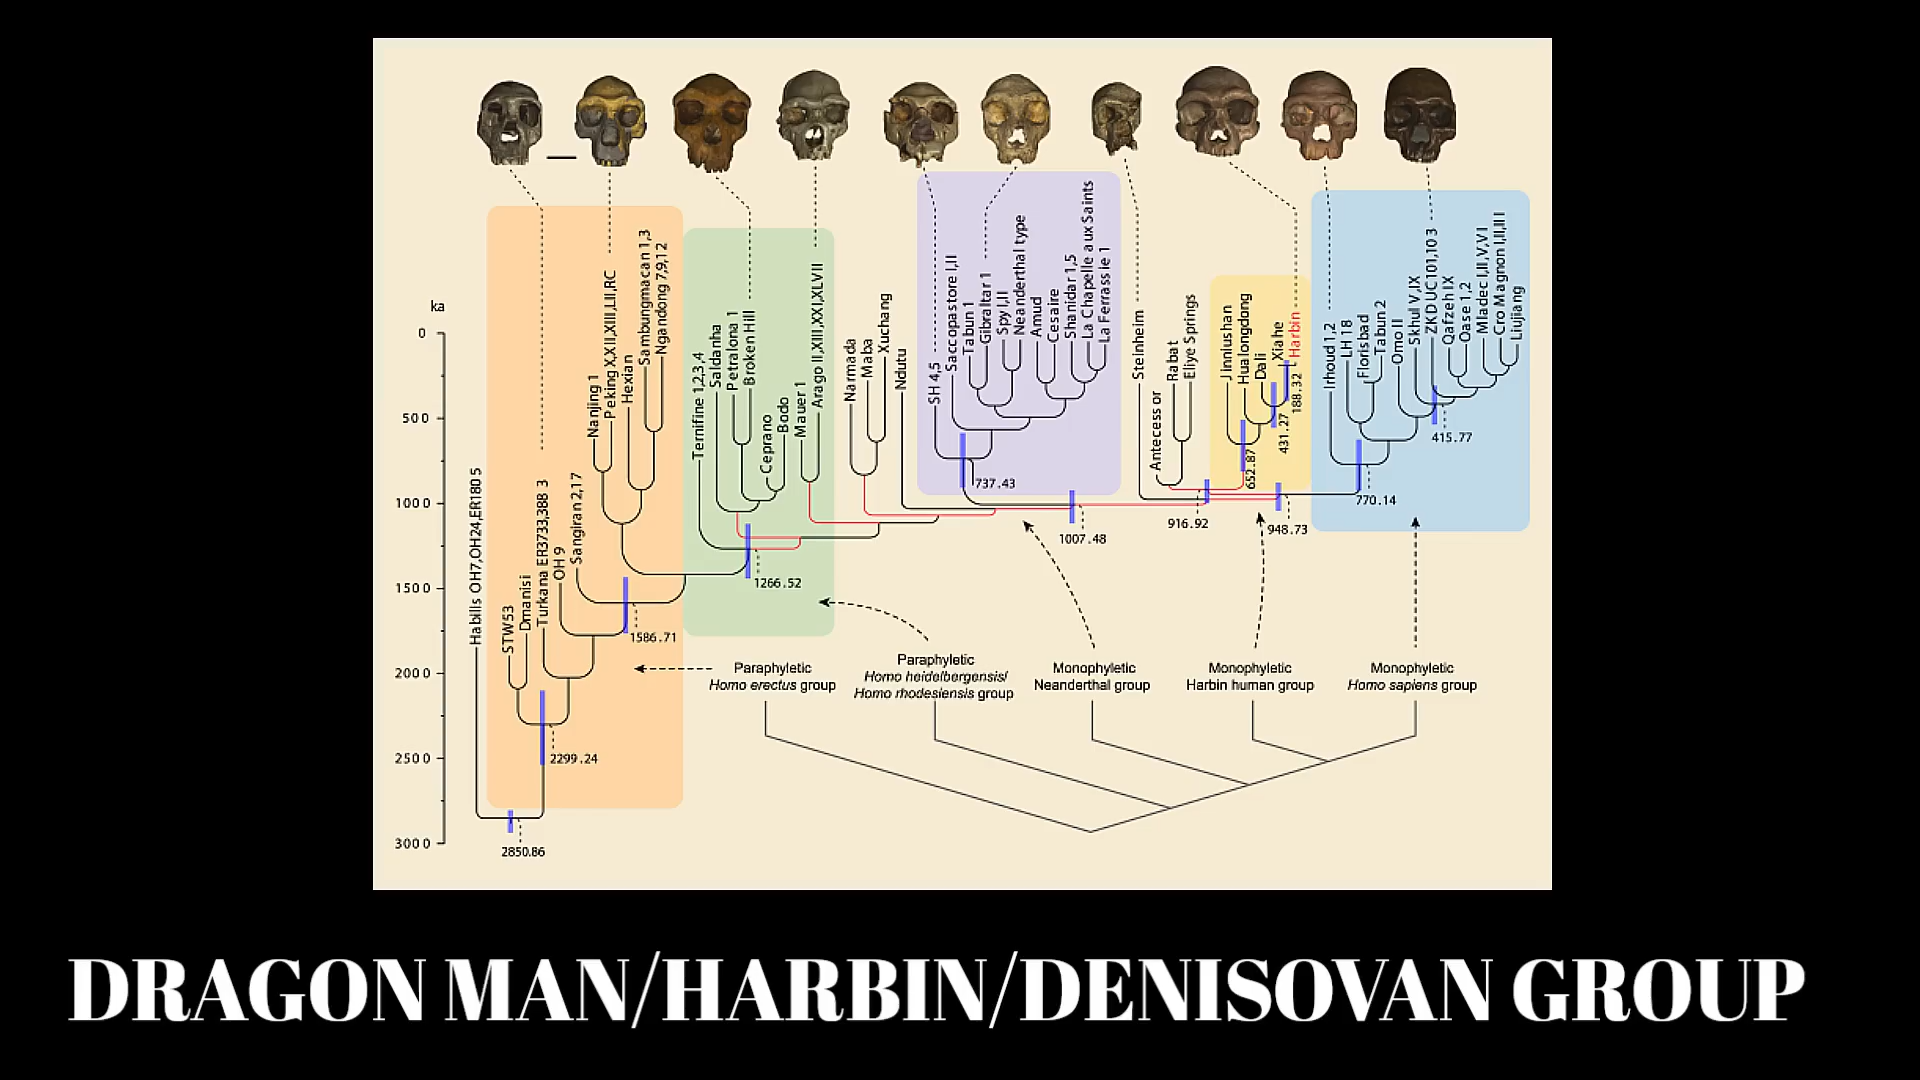 ka
0
500
1000
1500
2000
2500
3000
Habilis OH7,OH24,ER1805
STW53
Dmanisi
Turkana ER3733,3883
OH 9
Sangiran 2,17
Nanjing 1
Peking X,XII,XIII,LII,RC
Hexian
Sambungmacan 1,3
Ngandong 7,9,12
Ternifine 1,2,3,4
Saldanha
Petralona 1
Broken Hill
Ceprano
Bodo
Mauer 1
Arago II,XIII,XXI,XLVII
Narmada
Maba
Xuchang
Ndutu
SH 4,5
Saccopastore I,II
Tabun 1
Gibraltar 1
Spy I,II
Neanderthal type
Amud
Cesaire
Shanidar 1,5
La Chapelle aux Saints
La Ferrassie 1
Steinheim
Antecessor
Rabat
Eliye Springs
Jinniushan
Hualongdong
Dali
Xiahe
Harbin
Irhoud 1,2
LH 18
Florisbad
Tabun 2
Omo II
Skhul V,IX
ZKD UC 101,103
Qafzeh IX
Oase 1,2
Mladec I,II,V,VI
Cro Magnon I,II,III
Liujiang
188.32
431.27
652.87
415.77
737.43
770.14
916.92
948.73
1007.48
1266.52
1586.71
2299.24
2850.86
Paraphyletic
Homo erectus group
Paraphyletic
Homo heidelbergensis/
Homo rhodesiensis group
Monophyletic
Neanderthal group
Monophyletic
Harbin human group
Monophyletic
Homo sapiens group
DRAGON MAN/HARBIN/DENISOVAN GROUP